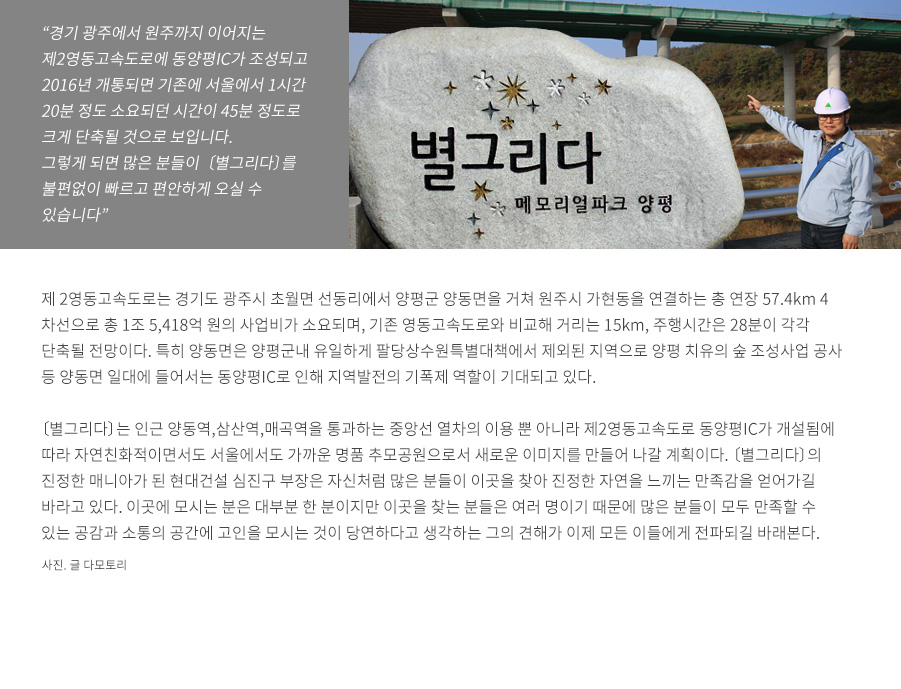 “경기 광주에서 원주까지 이어지는
제2영동고속도로에 동양평IC가 조성되고
2016년 개통되면 기존에 서울에서 1시간
20분 정도 소요되던 시간이 45분 정도로
크게 단축될 것으로 보입니다.
그렇게 되면 많은 분들이 〔별그리다〕를
불편없이 빠르고 편안하게 오실 수
있습니다”
별그리다
메모리얼파크 양평
제 2영동고속도로는 경기도 광주시 초월면 선동리에서 양평군 양동면을 거쳐 원주시 가현동을 연결하는 총 연장 57.4km 4
차선으로 총 1조 5,418억 원의 사업비가 소요되며, 기존 영동고속도로와 비교해 거리는 15km, 주행시간은 28분이 각각
단축될 전망이다. 특히 양동면은 양평군내 유일하게 팔당상수원특별대책에서 제외된 지역으로 양평 치유의 숲 조성사업 공사
등 양동면 일대에 들어서는 동양평IC로 인해 지역발전의 기폭제 역할이 기대되고 있다.
〔별그리다〕는 인근 양동역,삼산역,매곡역을 통과하는 중앙선 열차의 이용 뿐 아니라 제2영동고속도로 동양평IC가 개설됨에
따라 자연친화적이면서도 서울에서도 가까운 명품 추모공원으로서 새로운 이미지를 만들어 나갈 계획이다. 〔별그리다〕의
진정한 매니아가 된 현대건설 심진구 부장은 자신처럼 많은 분들이 이곳을 찾아 진정한 자연을 느끼는 만족감을 얻어가길
바라고 있다. 이곳에 모시는 분은 대부분 한 분이지만 이곳을 찾는 분들은 여러 명이기 때문에 많은 분들이 모두 만족할 수
있는 공감과 소통의 공간에 고인을 모시는 것이 당연하다고 생각하는 그의 견해가 이제 모든 이들에게 전파되길 바래본다.
사진. 글 다모토리